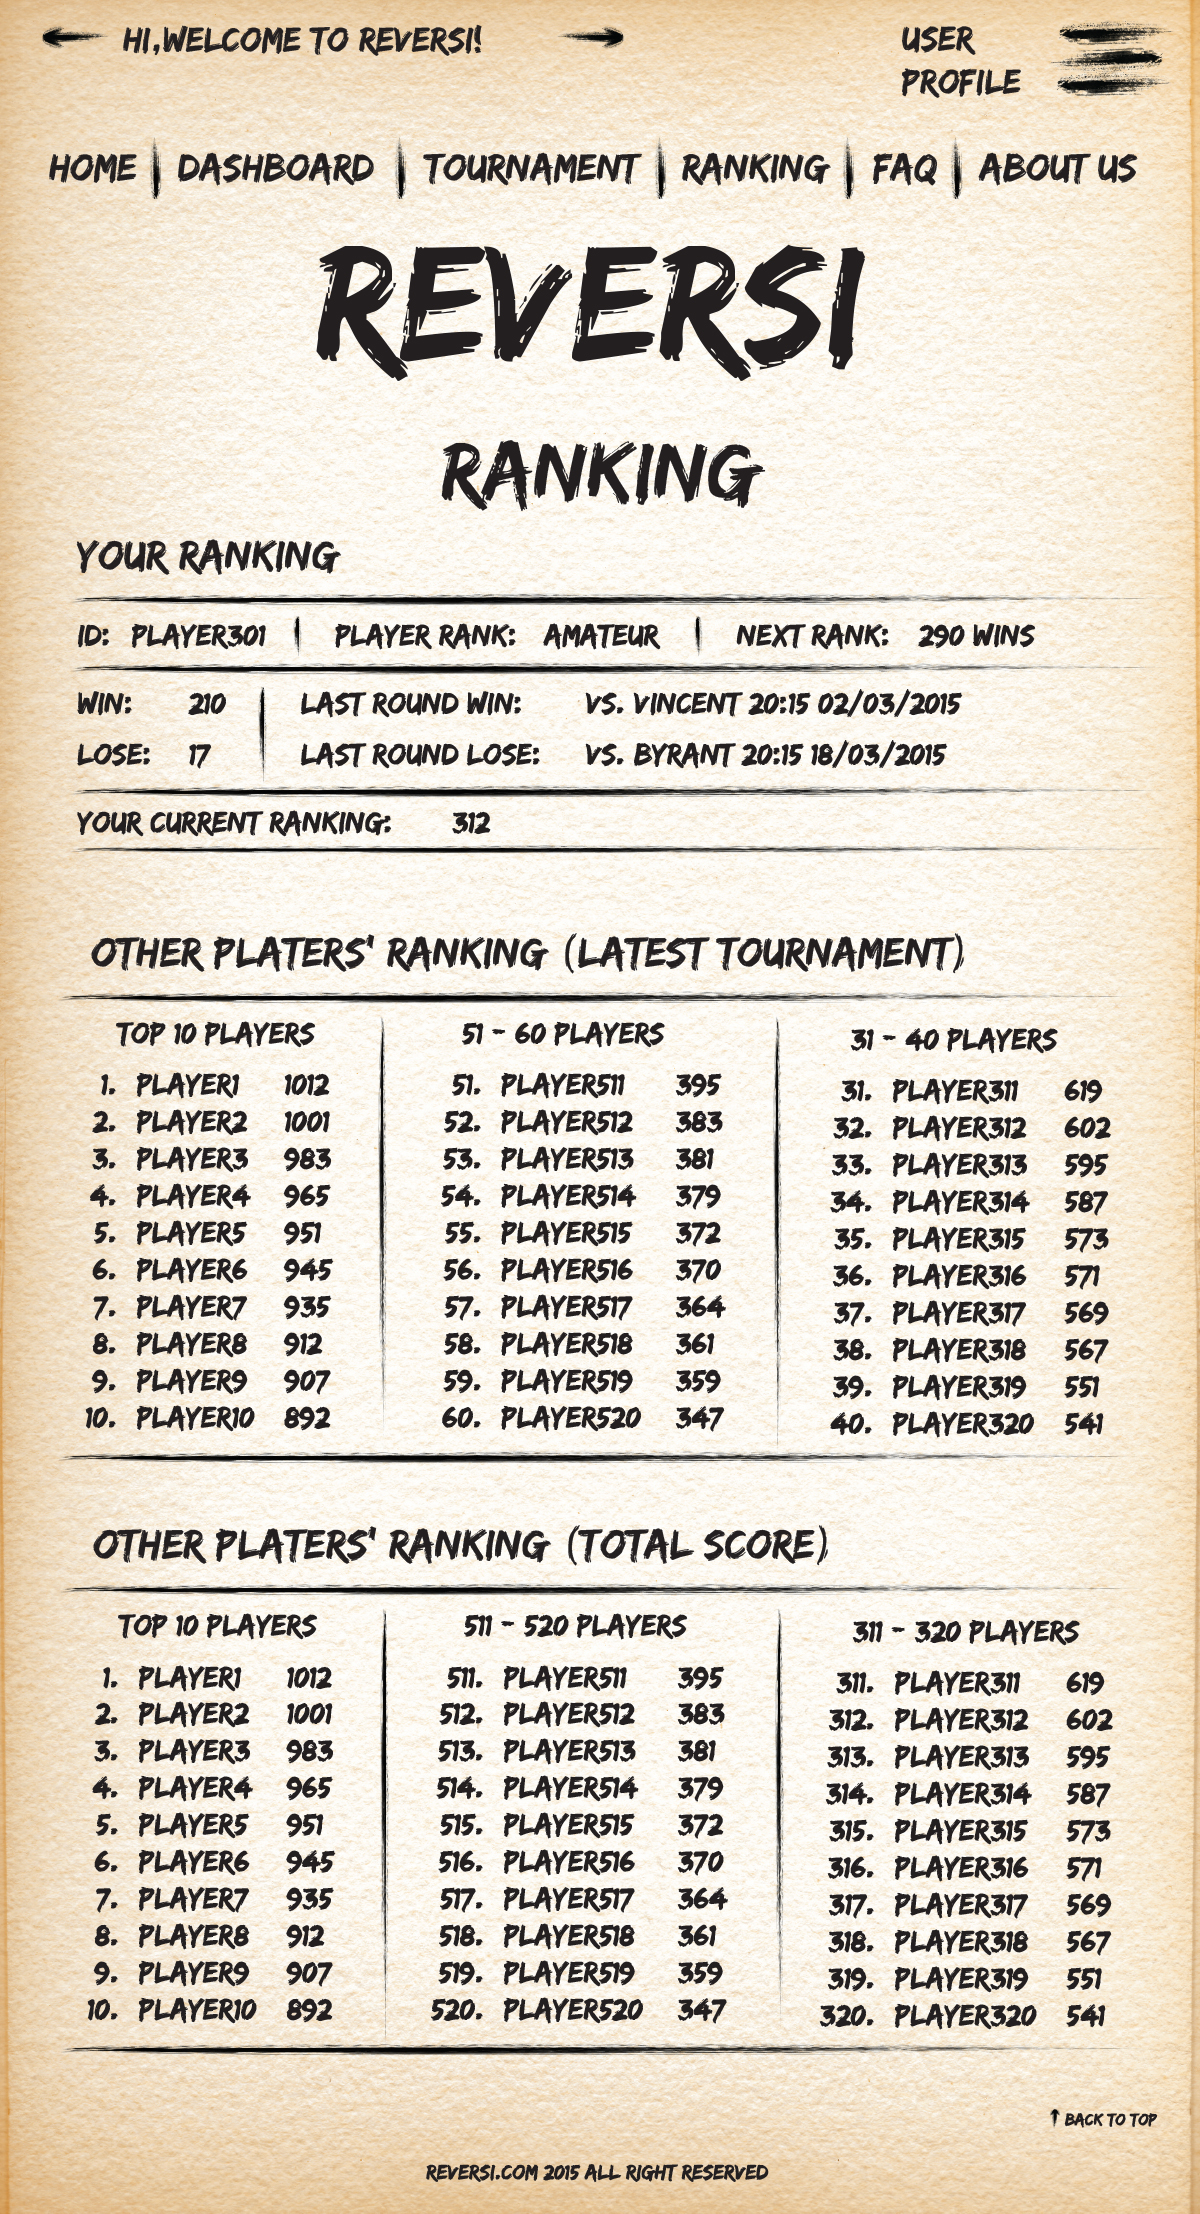 HI,WELCOME TO REVERSI!
USER
PROFILE
HOME DASHBOARD TOURNAMENT RANKING FAQ ABOUT US
REVERSI
RANKING
YOUR RANKING
ID: PLAYER301 PLAYER RANK: AMATEUR NEXT RANK: 290 WINS
WIN: 210 LAST ROUND WIN: VS. VINCENT 20:15 02/03/2015
LOSE: 17 LAST ROUND LOSE: VS. BYRANT 20:15 18/03/2015
YOUR CURRENT RANKING: 312
OTHER PLATERS' RANKING (LATEST TOURNAMENT)
TOP 10 PLAYERS
1. PLAYER1 1012
2. PLAYER2 1001
3. PLAYER3 983
4. PLAYER4 965
5. PLAYER5 951
6. PLAYER6 945
7. PLAYER7 935
8. PLAYER8 912
9. PLAYER9 907
10. PLAYER10 892
51 - 60 PLAYERS
51. PLAYER511 395
52. PLAYER512 383
53. PLAYER513 381
54. PLAYER514 379
55. PLAYER515 372
56. PLAYER516 370
57. PLAYER517 364
58. PLAYER518 361
59. PLAYER519 359
60. PLAYER520 347
31 - 40 PLAYERS
31. PLAYER311 619
32. PLAYER312 602
33. PLAYER313 595
34. PLAYER314 587
35. PLAYER315 573
36. PLAYER316 571
37. PLAYER317 569
38. PLAYER318 567
39. PLAYER319 551
40. PLAYER320 541
OTHER PLATERS' RANKING (TOTAL SCORE)
TOP 10 PLAYERS
1. PLAYER1 1012
2. PLAYER2 1001
3. PLAYER3 983
4. PLAYER4 965
5. PLAYER5 951
6. PLAYER6 945
7. PLAYER7 935
8. PLAYER8 912
9. PLAYER9 907
10. PLAYER10 892
511 - 520 PLAYERS
511. PLAYER511 395
512. PLAYER512 383
513. PLAYER513 381
514. PLAYER514 379
515. PLAYER515 372
516. PLAYER516 370
517. PLAYER517 364
518. PLAYER518 361
519. PLAYER519 359
520. PLAYER520 347
311 - 320 PLAYERS
311. PLAYER311 619
312. PLAYER312 602
313. PLAYER313 595
314. PLAYER314 587
315. PLAYER315 573
316. PLAYER316 571
317. PLAYER317 569
318. PLAYER318 567
319. PLAYER319 551
320. PLAYER320 541
BACK TO TOP
REVERSI.COM 2015 ALL RIGHT RESERVED